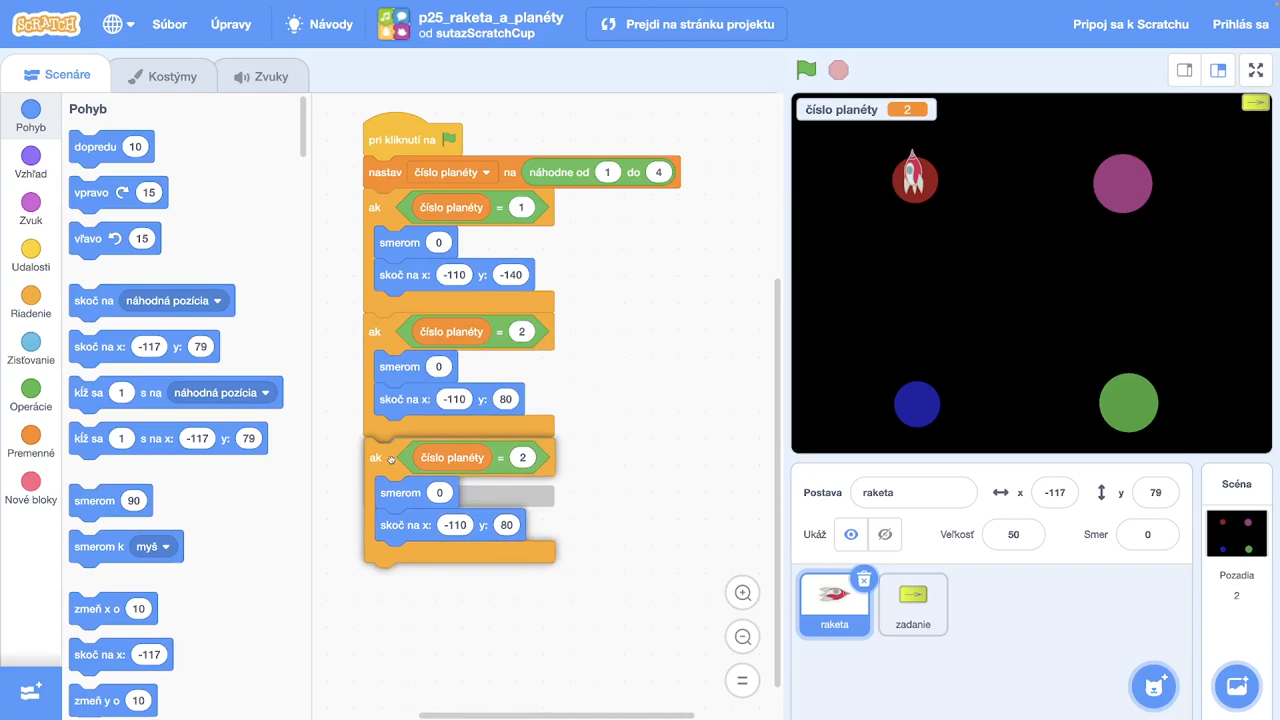 SCRATCH
Súbor
Úpravy
Návody
p25_raketa_a_planéty
od sutazScratchCup
Prejdi na stránku projektu
Pripoj sa k Scratchu
Prihlás sa
Scenáre
Kostýmy
Zvuky
Pohyb
Vzhľad
Zvuk
Udalosti
Riadenie
Zisťovanie
Operácie
Premenné
Nové bloky
Pohyb
dopredu 10
vpravo 15
vľavo 15
skoč na náhodná pozícia
skoč na x: -117 y: 79
kĺž sa 1 s na náhodná pozícia
kĺž sa 1 s na x: -117 y: 79
smerom 90
smerom k myš
zmeň x o 10
skoč na x: -117
zmeň y o 10
pri kliknutí na
nastav číslo planéty na náhodne od 1 do 4
ak číslo planéty = 1
smerom 0
skoč na x: -110 y: -140
ak číslo planéty = 2
smerom 0
skoč na x: -110 y: 80
ak číslo planéty = 2
smerom 0
skoč na x: -110 y: 80
číslo planéty 2
Postava raketa x -117 y 79
Ukáž Veľkosť 50 Smer 0
raketa
zadanie
Scéna
Pozadia
2